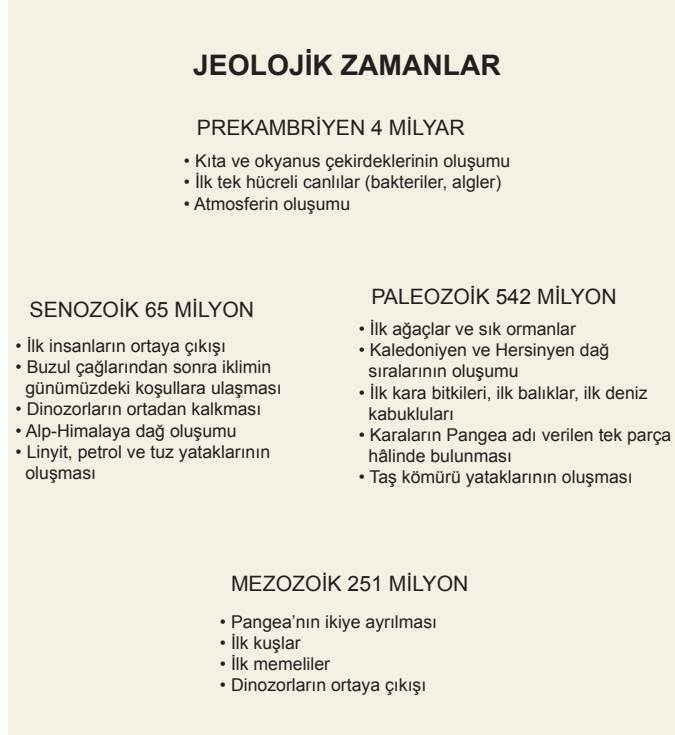 JEOLOJİK ZAMANLAR
PREKAMBRİYEN 4 MİLYAR
• Kıta ve okyanus çekirdeklerinin oluşumu
• İlk tek hücreli canlılar (bakteriler, algler)
• Atmosferin oluşumu
SENOZOİK 65 MİLYON
• İlk insanların ortaya çıkışı
• Buzul çağlarından sonra iklimin
günümüzdeki koşullara ulaşması
• Dinozorların ortadan kalkması
• Alp-Himalaya dağ oluşumu
• Linyit, petrol ve tuz yataklarının
oluşması
PALEOZOİK 542 MİLYON
• İlk ağaçlar ve sık ormanlar
• Kaledoniyen ve Hersinyen dağ
sıralarının oluşumu
• İlk kara bitkileri, ilk balıklar, ilk deniz
kabukluları
• Karaların Pangea adı verilen tek parça
hâlinde bulunması
• Taş kömürü yataklarının oluşması
MEZOZOİK 251 MİLYON
• Pangea’nın ikiye ayrılması
• İlk kuşlar
• İlk memeliler
• Dinozorların ortaya çıkışı